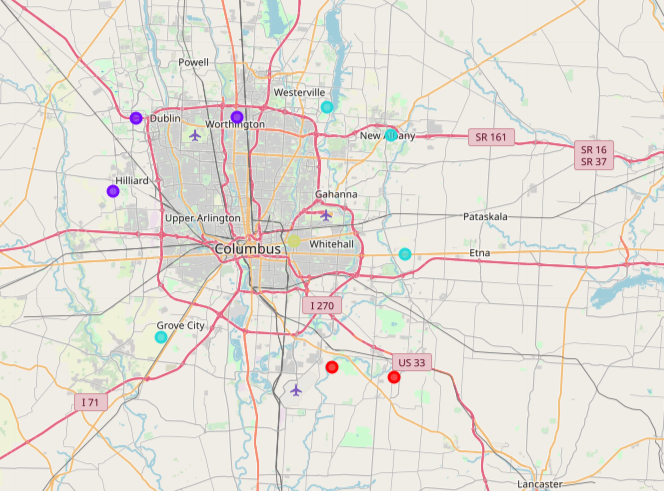 Powell
Westerville
Dublin
Worthington
New Albany
SR 161
SR 16
SR 37
Hilliard
Gahanna
Upper Arlington
Pataskala
Columbus
Whitehall
Etna
I 270
Grove City
US 33
I 71
Lancaster